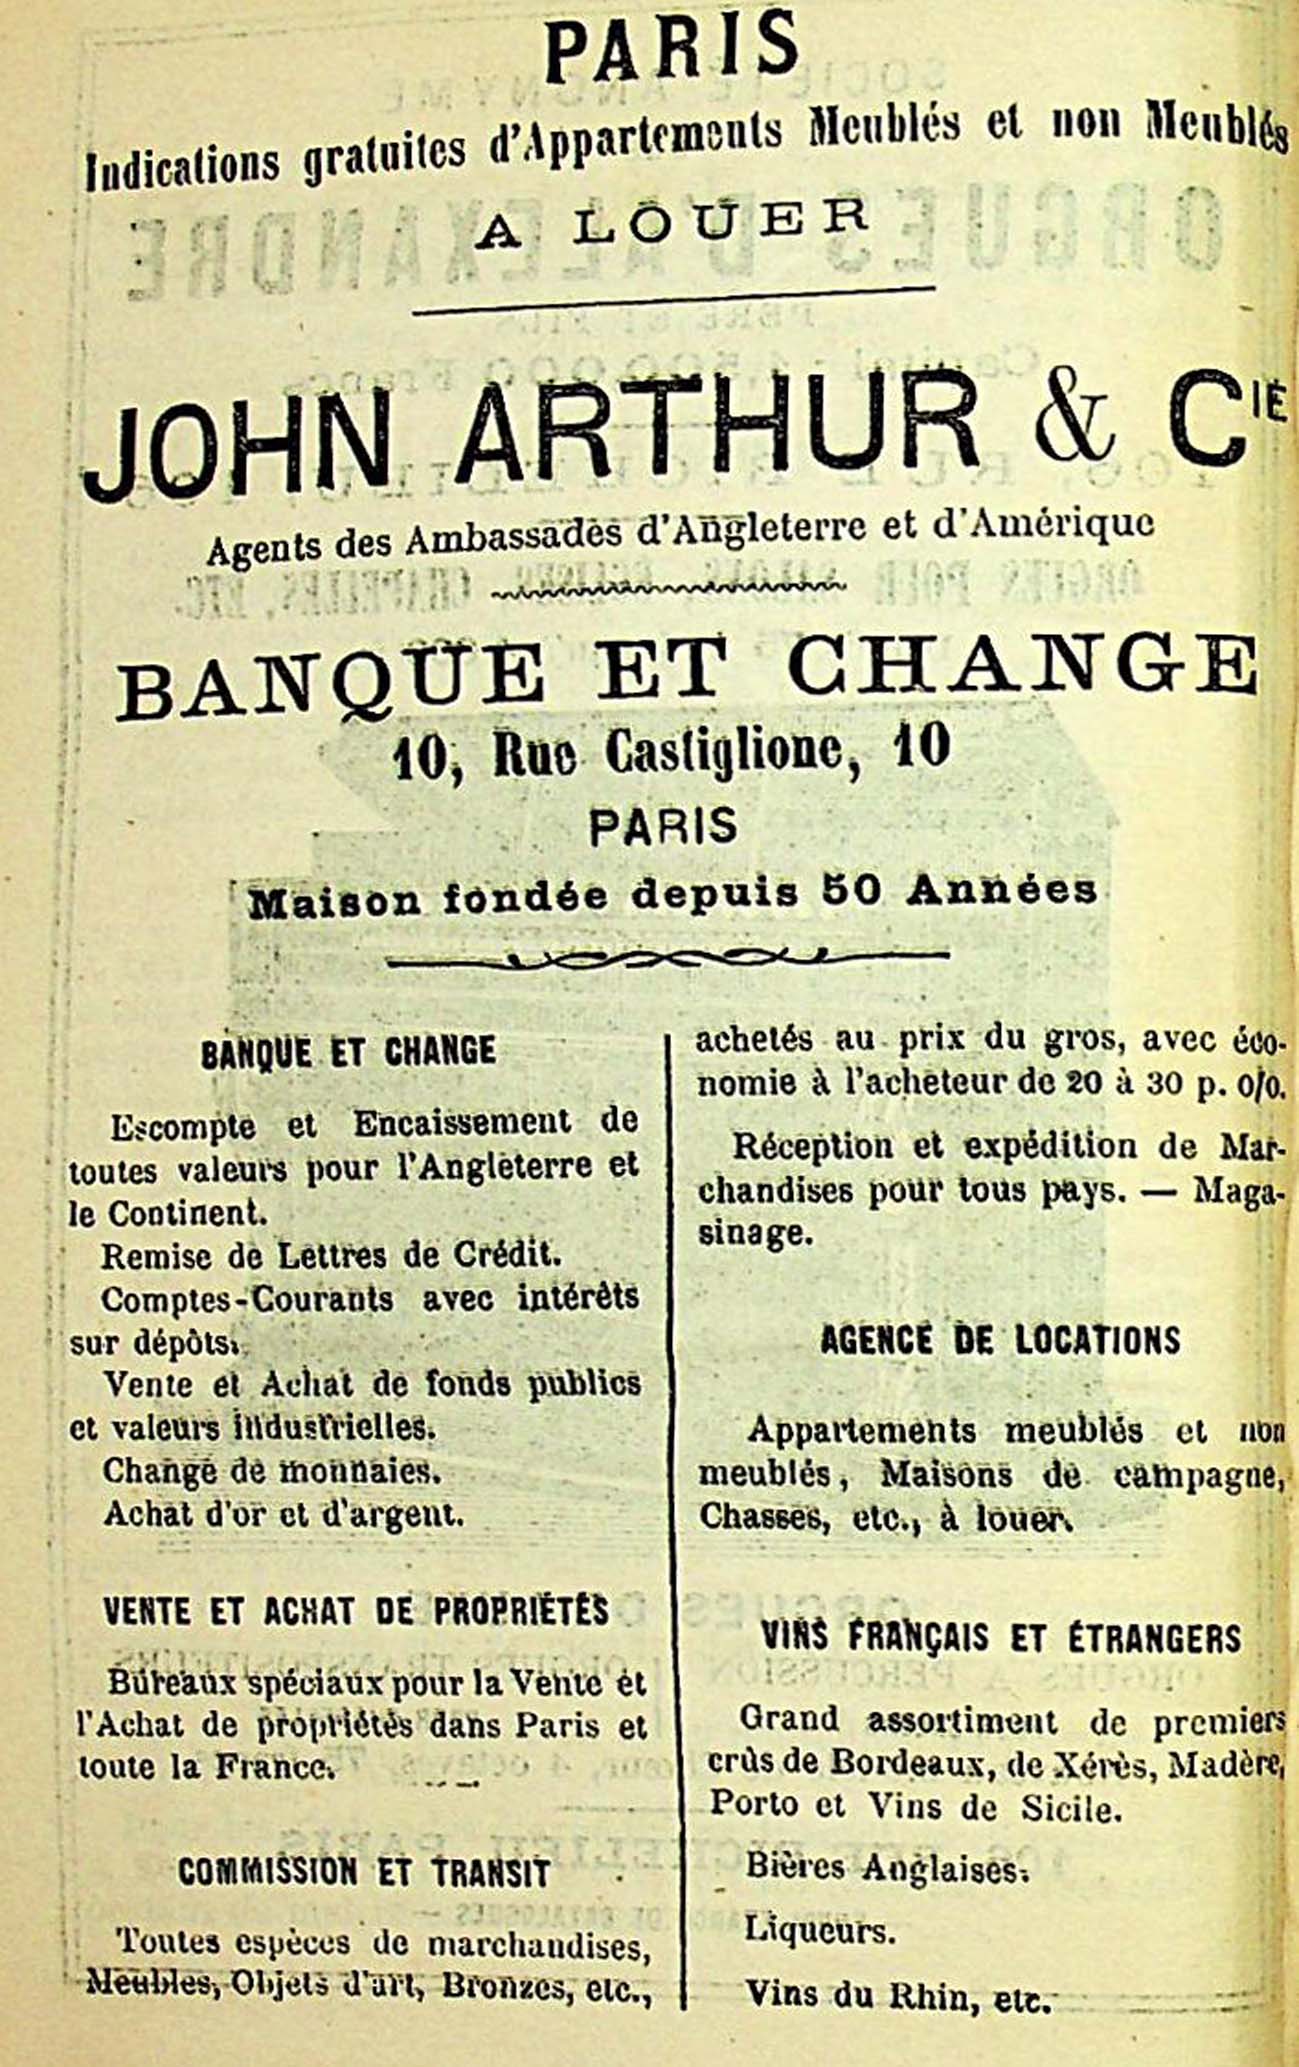 PARIS
Indications gratuites d'Appartements Meublés et non Meublés
A LOUER
JOHN ARTHUR & CIE
Agents des Ambassades d'Angleterre et d'Amérique
BANQUE ET CHANGE
10, Rue Castiglione, 10
PARIS
Maison fondée depuis 50 Années
BANQUE ET CHANGE
Escompte et Encaissement de
toutes valeurs pour l'Angleterre et
le Continent.
Remise de Lettres de Crédit.
Comptes-Courants avec intérêts
sur dépôts.
Vente et Achat de fonds publics
et valeurs industrielles.
Change de monnaies.
Achat d'or et d'argent.
VENTE ET ACHAT DE PROPRIÉTÉS
Bureaux spéciaux pour la Vente et
l'Achat de propriétés dans Paris et
toute la France.
COMMISSION ET TRANSIT
Toutes espèces de marchandises,
Meubles, Objets d'art, Bronzes, etc.,
achetés au prix du gros, avec éco-
nomie à l'acheteur de 20 à 30 p. 0/0.
Réception et expédition de Mar-
chandises pour tous pays. — Maga-
sinage.
AGENCE DE LOCATIONS
Appartements meublés et non
meublés, Maisons de campagne,
Chasses, etc., à louer.
VINS FRANÇAIS ET ÉTRANGERS
Grand assortiment de premiers
crûs de Bordeaux, de Xérès, Madère,
Porto et Vins de Sicile.
Bières Anglaises.
Liqueurs.
Vins du Rhin, etc.